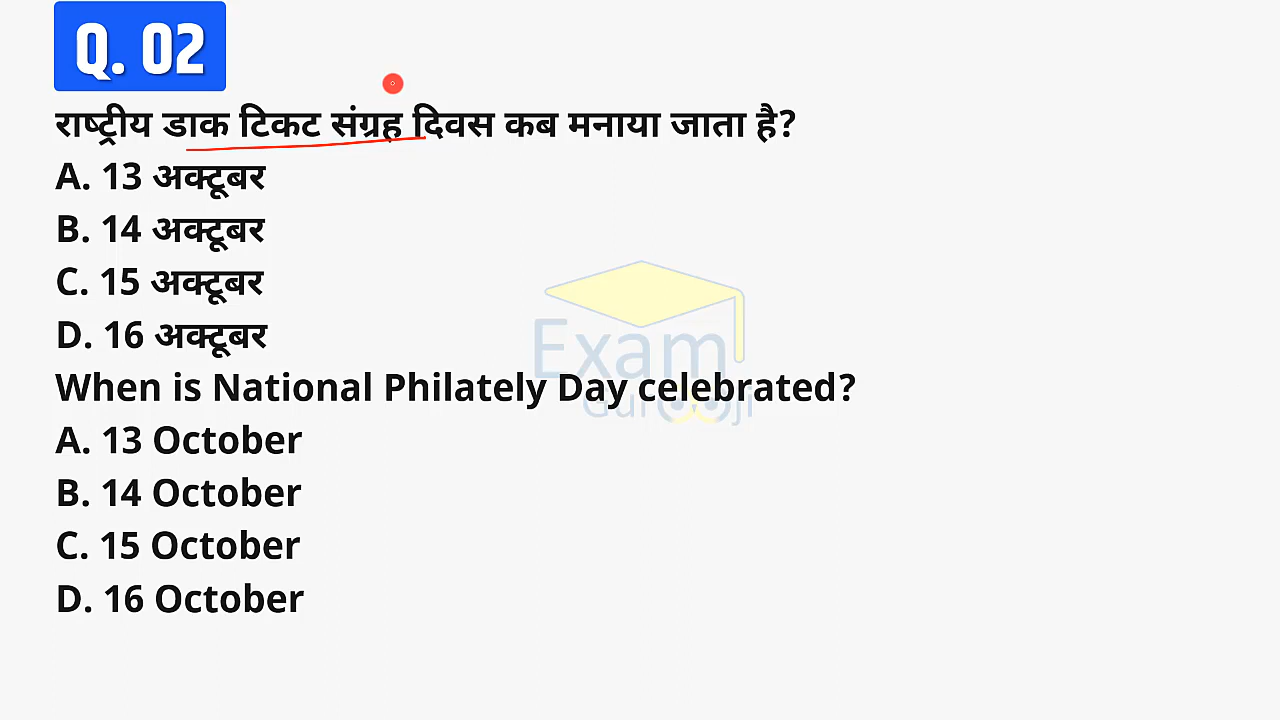 Q. 02
राष्ट्रीय डाक टिकट संग्रह दिवस कब मनाया जाता है?
A. 13 अक्टूबर
B. 14 अक्टूबर
C. 15 अक्टूबर
D. 16 अक्टूबर
Exam
When is National Philately Day celebrated?
Gurooji
A. 13 October
B. 14 October
C. 15 October
D. 16 October